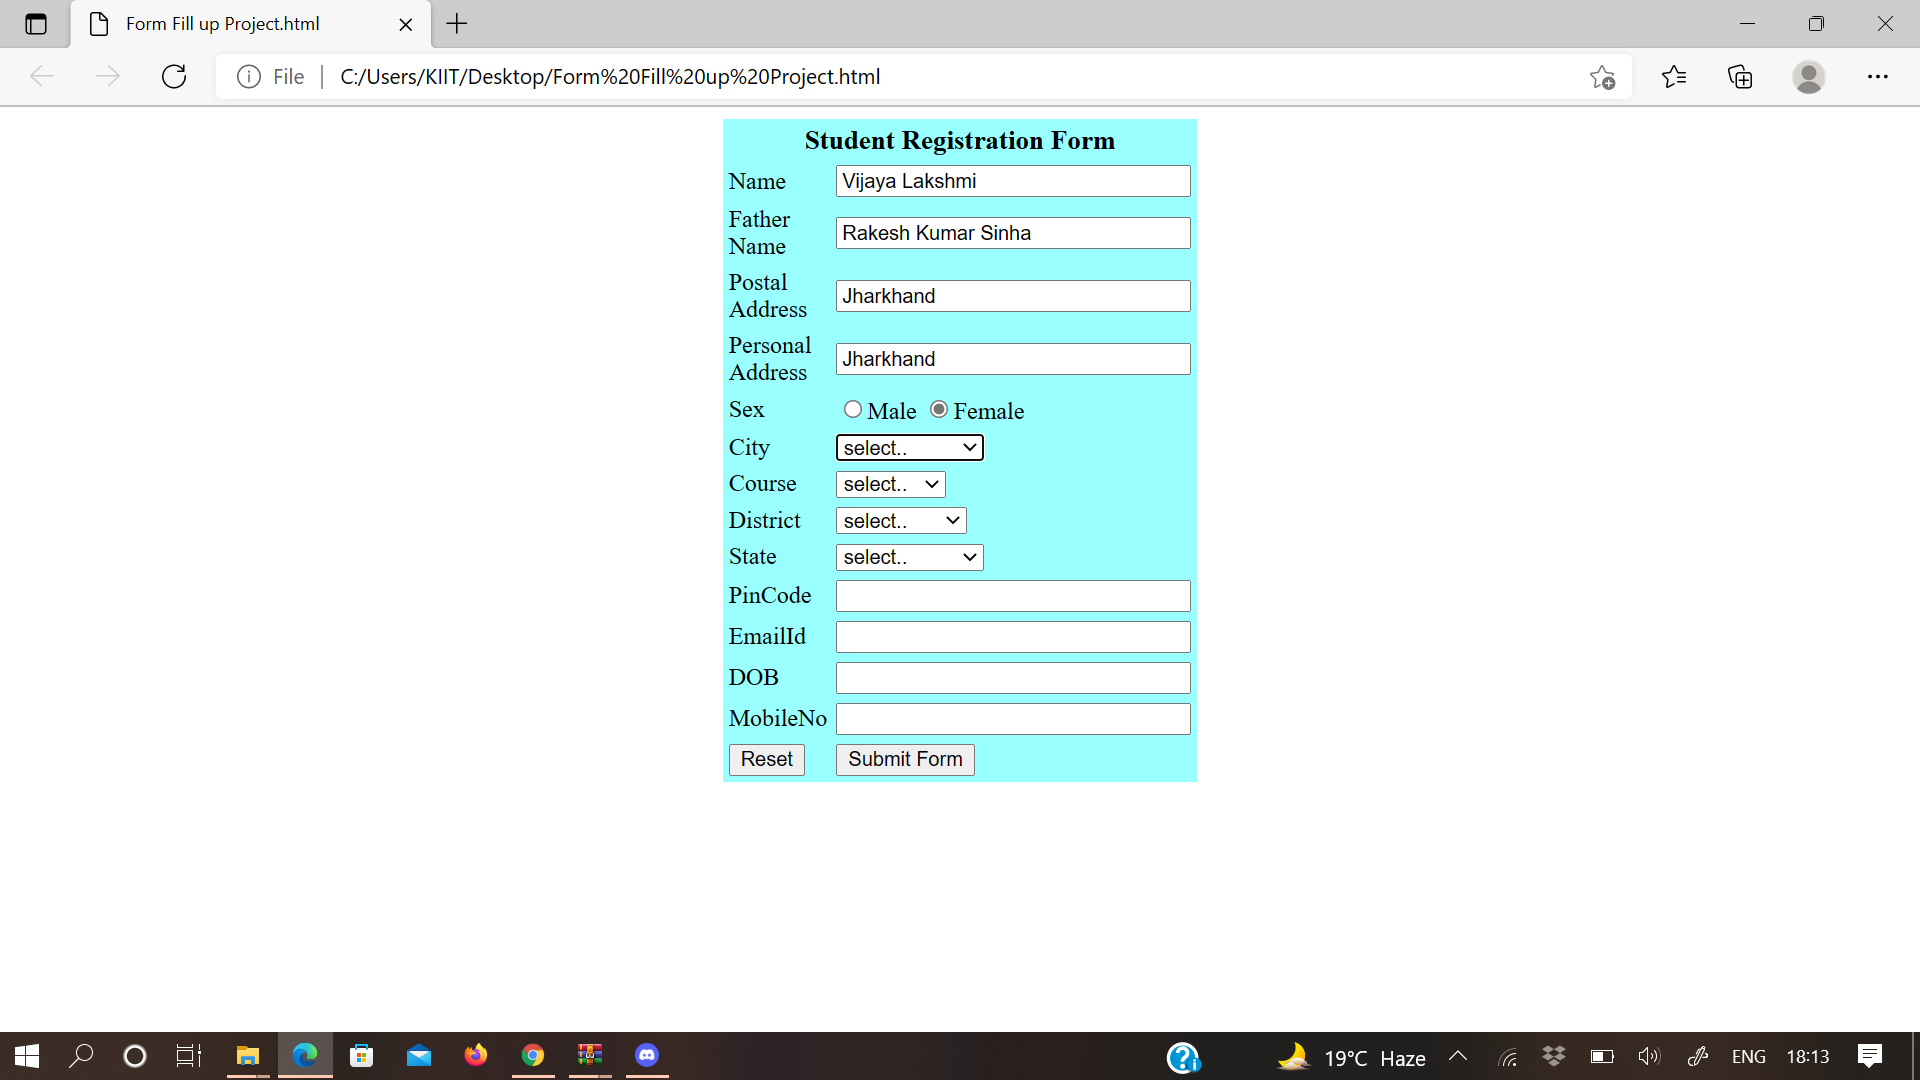 Form Fill up Project.html
File | C:/Users/KIIT/Desktop/Form%20Fill%20up%20Project.html
Student Registration Form
Name Vijaya Lakshmi
Father
Name
Rakesh Kumar Sinha
Postal
Address
Jharkhand
Personal
Address
Jharkhand
Sex Male Female
City select..
Course select..
District select..
State select..
PinCode
EmailId
DOB
MobileNo
Reset Submit Form
19°C Haze ENG 18:13